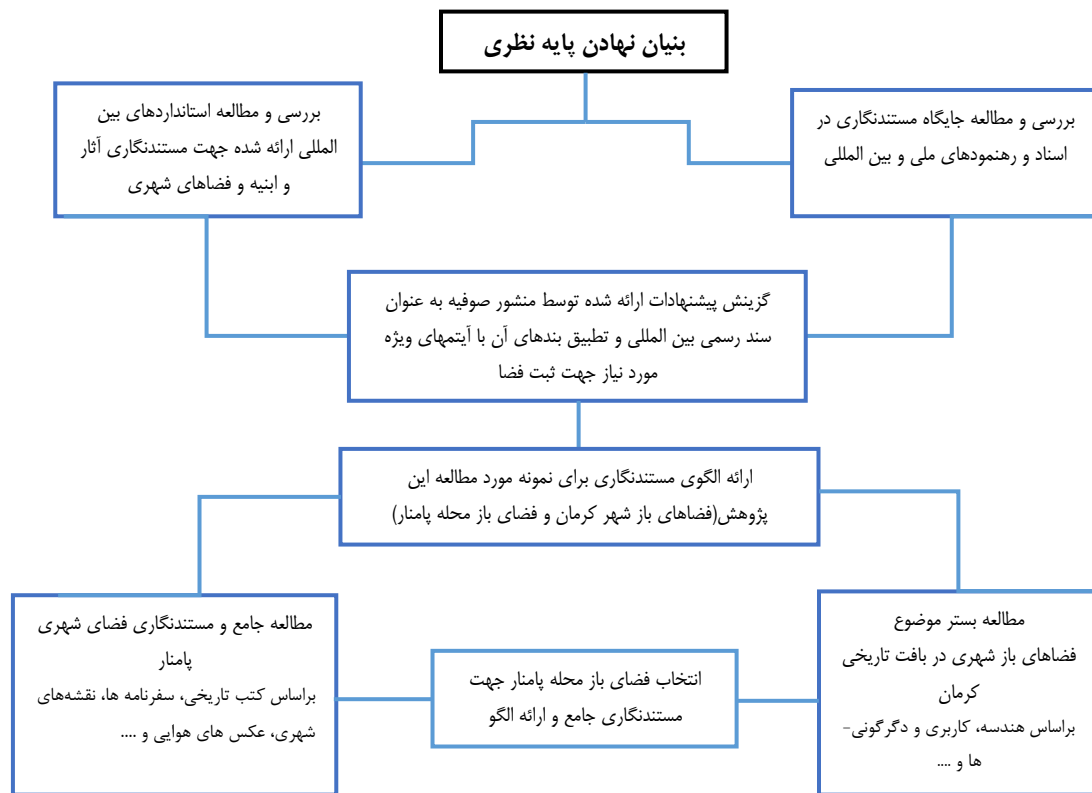 بنیان نهادن پایه نظری
بررسی و مطالعه جایگاه مستندنگاری در
اسناد و رهنمودهای ملی و بین المللی
بررسی و مطالعه استانداردهای بین
المللی ارائه شده جهت مستندنگاری آثار
و ابنیه و فضاهای شهری
گزینش پیشنهادات ارائه شده توسط منشور صوفیه به عنوان
سند رسمی بین المللی و تطبیق بندهای آن با آیتمهای ویژه
مورد نیاز جهت ثبت فضا
ارائه الگوی مستندنگاری برای نمونه مورد مطالعه این
پژوهش(فضاهای باز شهر کرمان و فضای باز محله پامنار)
مطالعه بستر موضوع
فضاهای باز شهری در بافت تاریخی
کرمان
براساس هندسه، کاربری و دگرگونی-
ها و ....
انتخاب فضای باز محله پامنار جهت
مستندنگاری جامع و ارائه الگو
مطالعه جامع و مستندنگاری فضای شهری
پامنار
براساس کتب تاریخی، سفرنامه ها، نقشه‌های
شهری، عکس های هوایی و ....